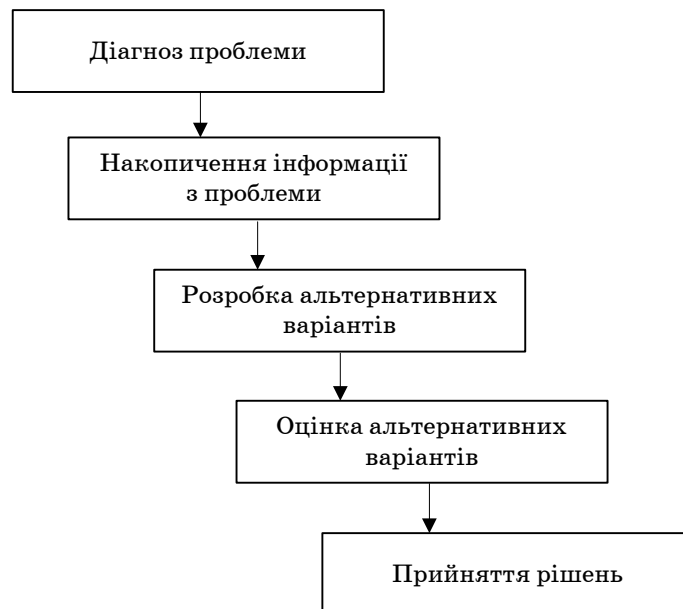 Діагноз проблеми
Накопичення інформації
з проблеми
Розробка альтернативних
варіантів
Оцінка альтернативних
варіантів
Прийняття рішень